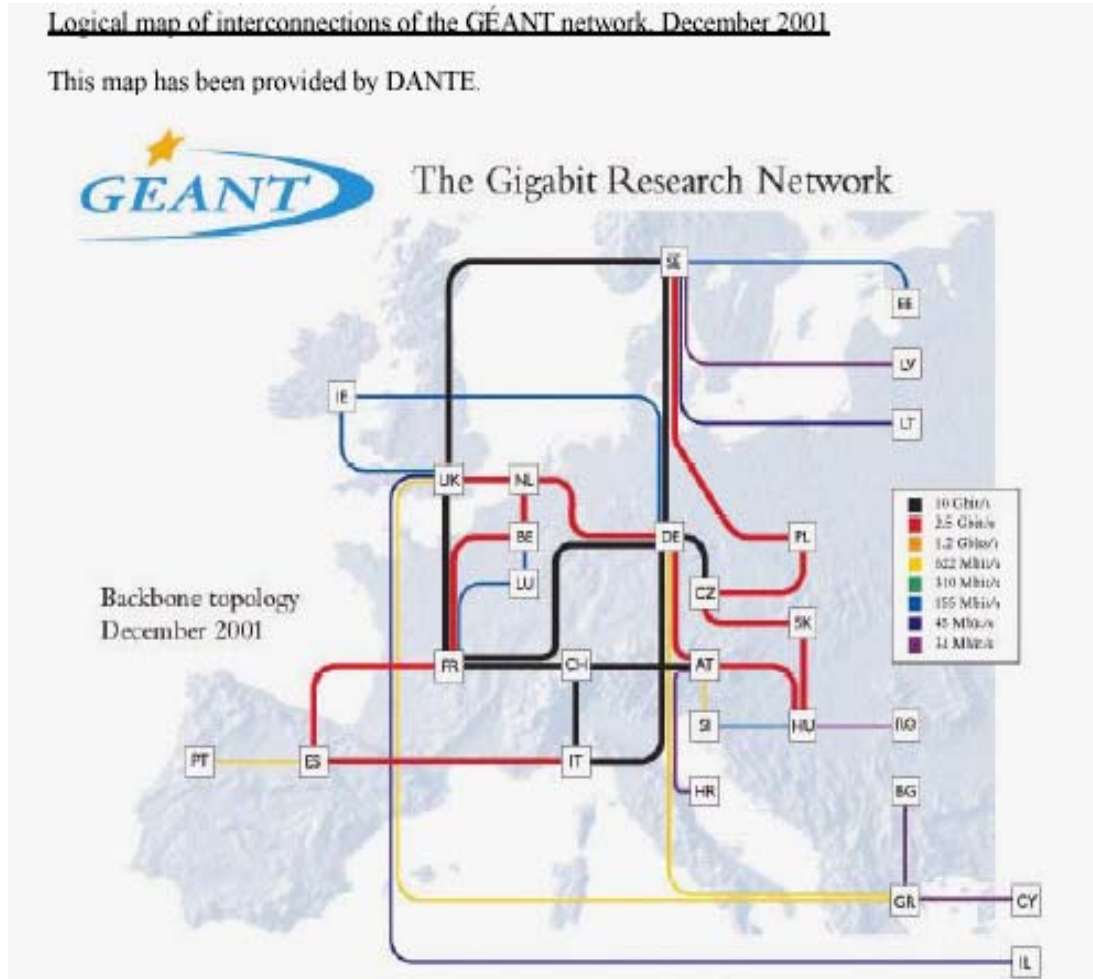 Logical map of interconnections of the GÉANT network, December 2001
This map has been provided by DANTE.
GEANT
The Gigabit Research Network
SE
EE
LV
IE
LT
UK
NL
10 Gbit/s
2.5 Gbit/s
1.2 Gbit/s
622 Mbit/s
310 Mbit/s
155 Mbit/s
45 Mbit/s
BE
DE
PL
LU
CZ
Backbone topology
December 2001
SK
FR
CH
AT
SI
HU
RO
PT
ES
IT
HR
BG
GR
CY
IL